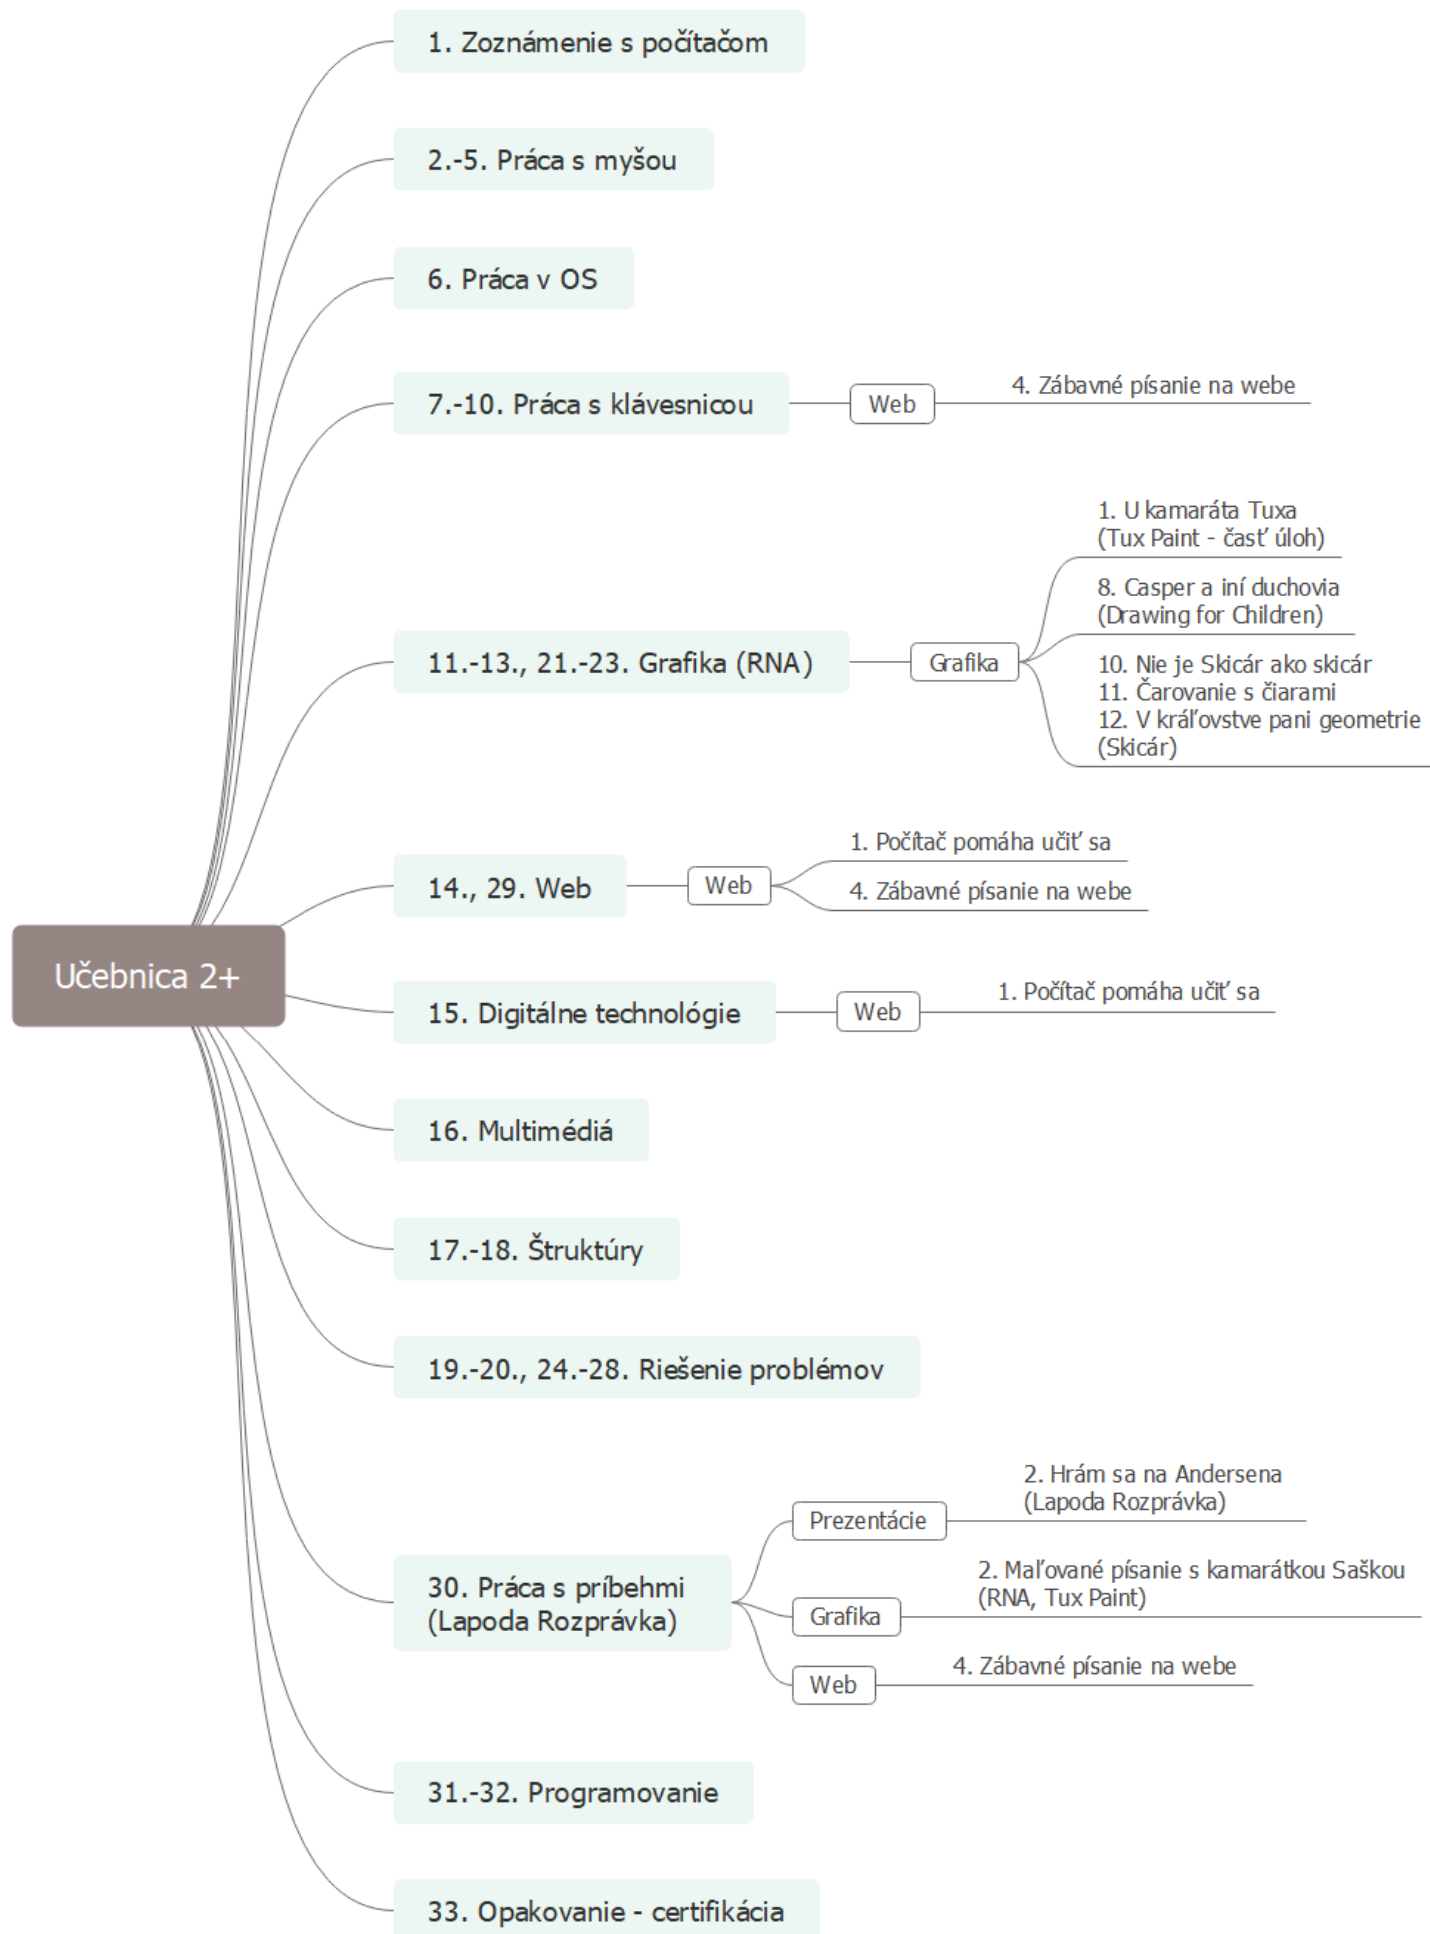 1. Zoznámenie s počítačom
2.-5. Práca s myšou
6. Práca v OS
7.-10. Práca s klávesnicou
Web
4. Zábavné písanie na webe
11.-13., 21.-23. Grafika (RNA)
Grafika
1. U kamaráta Tuxa
(Tux Paint - časť úloh)
8. Casper a iní duchovia
(Drawing for Children)
10. Nie je Skicár ako skicár
11. Čarovanie s čiarami
12. V kráľovstve pani geometrie
(Skicár)
14., 29. Web
Web
1. Počítač pomáha učiť sa
4. Zábavné písanie na webe
Učebnica 2+
15. Digitálne technológie
Web
1. Počítač pomáha učiť sa
16. Multimédiá
17.-18. Štruktúry
19.-20., 24.-28. Riešenie problémov
30. Práca s príbehmi
(Lapoda Rozprávka)
Prezentácie
2. Hrám sa na Andersena
(Lapoda Rozprávka)
Grafika
2. Maľované písanie s kamarátkou Saškou
(RNA, Tux Paint)
Web
4. Zábavné písanie na webe
31.-32. Programovanie
33. Opakovanie - certifikácia